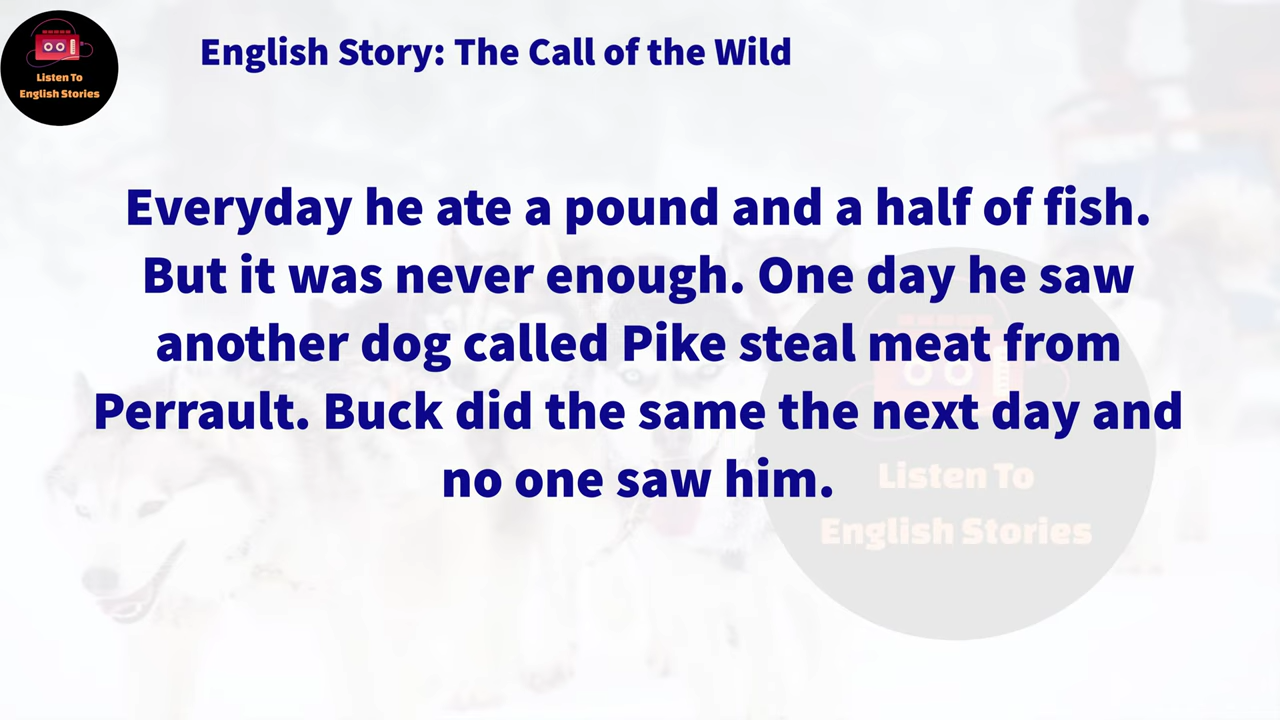 Listen To
English Stories
English Story: The Call of the Wild
Everyday he ate a pound and a half of fish.
But it was never enough. One day he saw
another dog called Pike steal meat from
Perrault. Buck did the same the next day and
no one saw him.
Listen To
English Stories